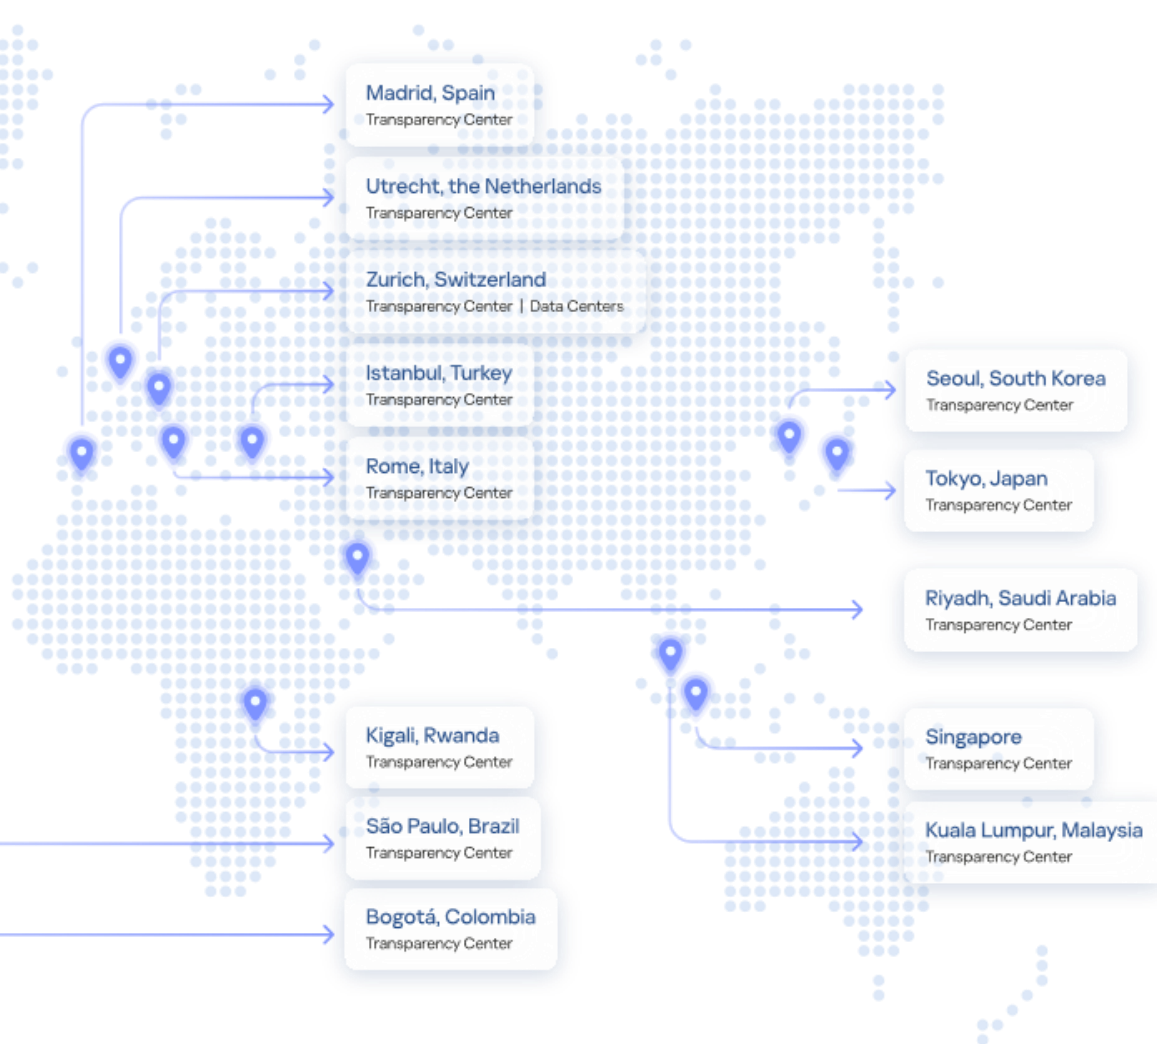 Madrid, Spain
Transparency Center
Utrecht, the Netherlands
Transparency Center
Zurich, Switzerland
Transparency Center | Data Centers
Istanbul, Turkey
Transparency Center
Rome, Italy
Transparency Center
Seoul, South Korea
Transparency Center
Tokyo, Japan
Transparency Center
Riyadh, Saudi Arabia
Transparency Center
Kigali, Rwanda
Transparency Center
São Paulo, Brazil
Transparency Center
Bogotá, Colombia
Transparency Center
Singapore
Transparency Center
Kuala Lumpur, Malaysia
Transparency Center